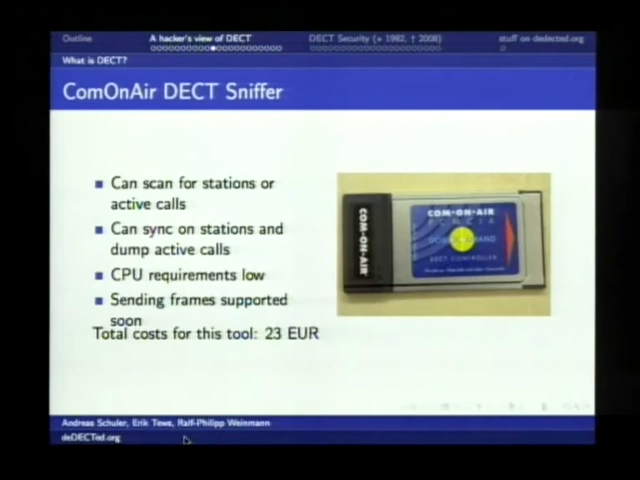 Outline
A hacker's view of DECT
DECT Security (* 1992, † 2008)
stuff on dedected.org
What is DECT?
ComOnAir DECT Sniffer
Can scan for stations or
active calls
Can sync on stations and
dump active calls
CPU requirements low
Sending frames supported
soon
Total costs for this tool: 23 EUR
COM-ON-AIR
COM-ON-AIR
PCMCIA
DECT CONTROLLER
Andreas Schuler, Erik Tews, Ralf-Philipp Weinmann
deDECTed.org